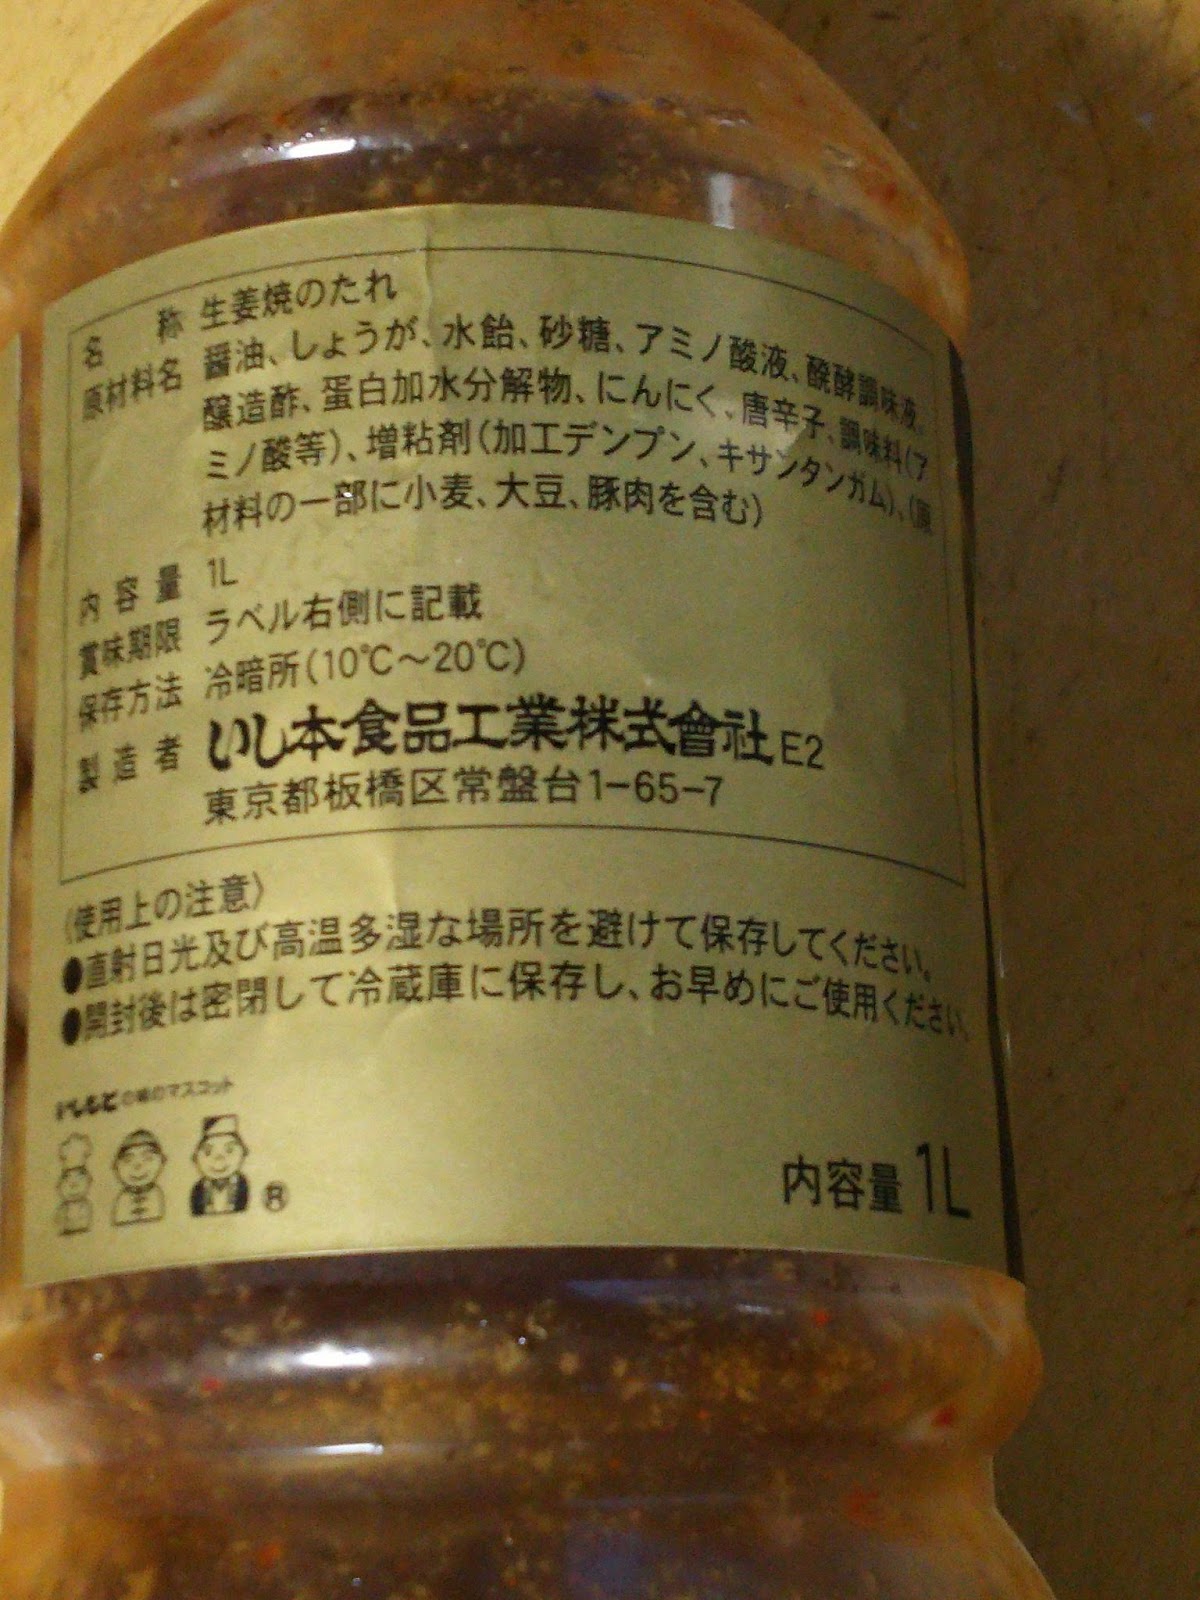 名称 生姜焼のたれ
原材料名 醤油、しょうが、水飴、砂糖、アミノ酸液、醗酵調味液、
醸造酢、蛋白加水分解物、にんにく、唐辛子、調味料(ア
ミノ酸等)、増粘剤(加工デンプン、キサンタンガム)、(原
材料の一部に小麦、大豆、豚肉を含む)
内容量 1L
賞味期限 ラベル右側に記載
保存方法 冷暗所(10℃～20℃)
製造者 いし本食品工業株式會社 E2
東京都板橋区常盤台1-65-7
〈使用上の注意〉
●直射日光及び高温多湿な場所を避けて保存してください。
●開封後は密閉して冷蔵庫に保存し、お早めにご使用ください。
の味のマスコット
®
内容量 1L